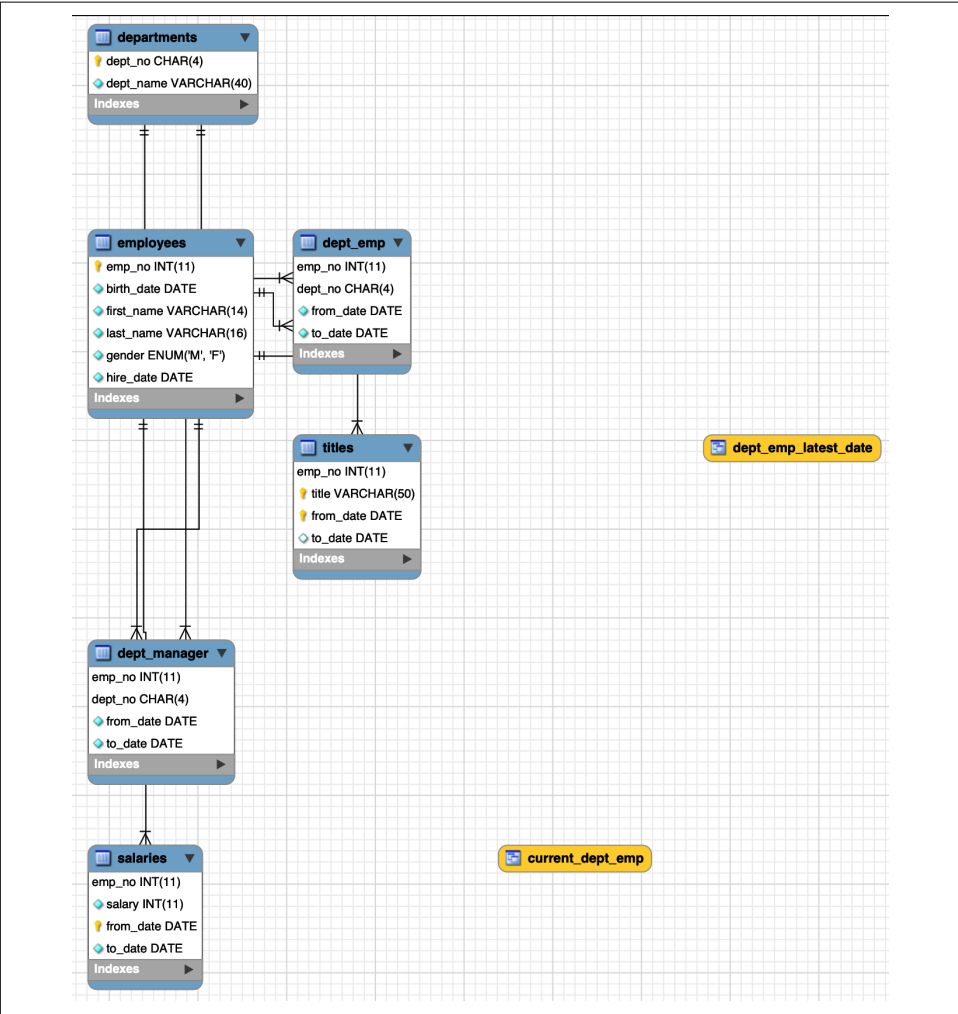 departments
dept_no CHAR(4)
dept_name VARCHAR(40)
Indexes
employees
emp_no INT(11)
birth_date DATE
first_name VARCHAR(14)
last_name VARCHAR(16)
gender ENUM('M', 'F')
hire_date DATE
Indexes
dept_emp
emp_no INT(11)
dept_no CHAR(4)
from_date DATE
to_date DATE
Indexes
titles
emp_no INT(11)
title VARCHAR(50)
from_date DATE
to_date DATE
Indexes
dept_emp_latest_date
dept_manager
emp_no INT(11)
dept_no CHAR(4)
from_date DATE
to_date DATE
Indexes
salaries
emp_no INT(11)
salary INT(11)
from_date DATE
to_date DATE
Indexes
current_dept_emp